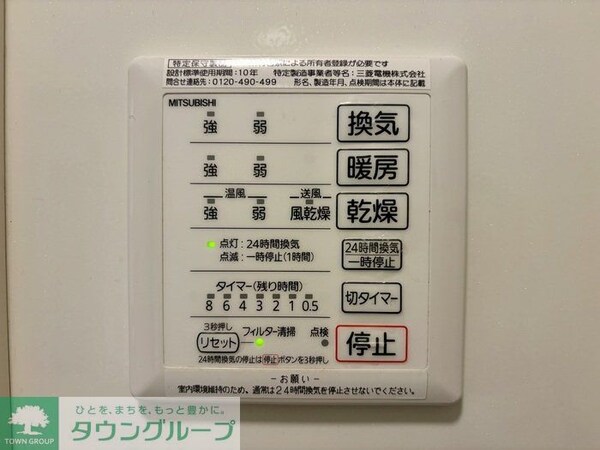 特定保守製品
による所有者登録が必要です
設計標準使用期間:10年 特定製造事業者等名:三菱電機株式会社
問合せ連絡先:0120-490-499 形名、製造年月、点検期間は本体に記載
MITSUBISHI
強 弱 換気
強 弱 暖房
温風 送風
強 弱 風乾燥 乾燥
点灯:24時間換気
点滅:一時停止(1時間)
24時間換気
一時停止
タイマー(残り時間)
8 6 4 3 2 1 0.5
切タイマー
3秒押し
リセット フィルター清掃 点検 停止
24時間換気の停止は停止ボタンを3秒押し
-お願い-
室内環境維持のため、通常は24時間換気を停止させないでください。
ひとを、まちを、もっと豊かに。
タウングループ
TOWN GROUP